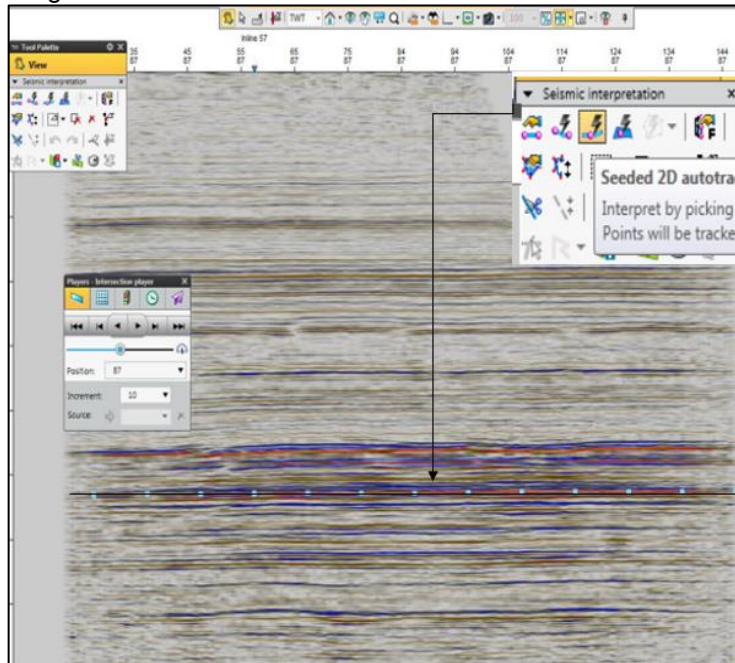 TWT
100
Inline 57
35 45 55 65 75 84 94 104 114 124 134 144
87 87 87 87 87 87 87 87 87 87 87 87
Tool Palette
View
Seismic interpretation
Seismic interpretation
F
Seeded 2D autotra
Interpret by picking
Points will be tracke
Players - Intersection player
Position: 87
Increment: 10
Source: